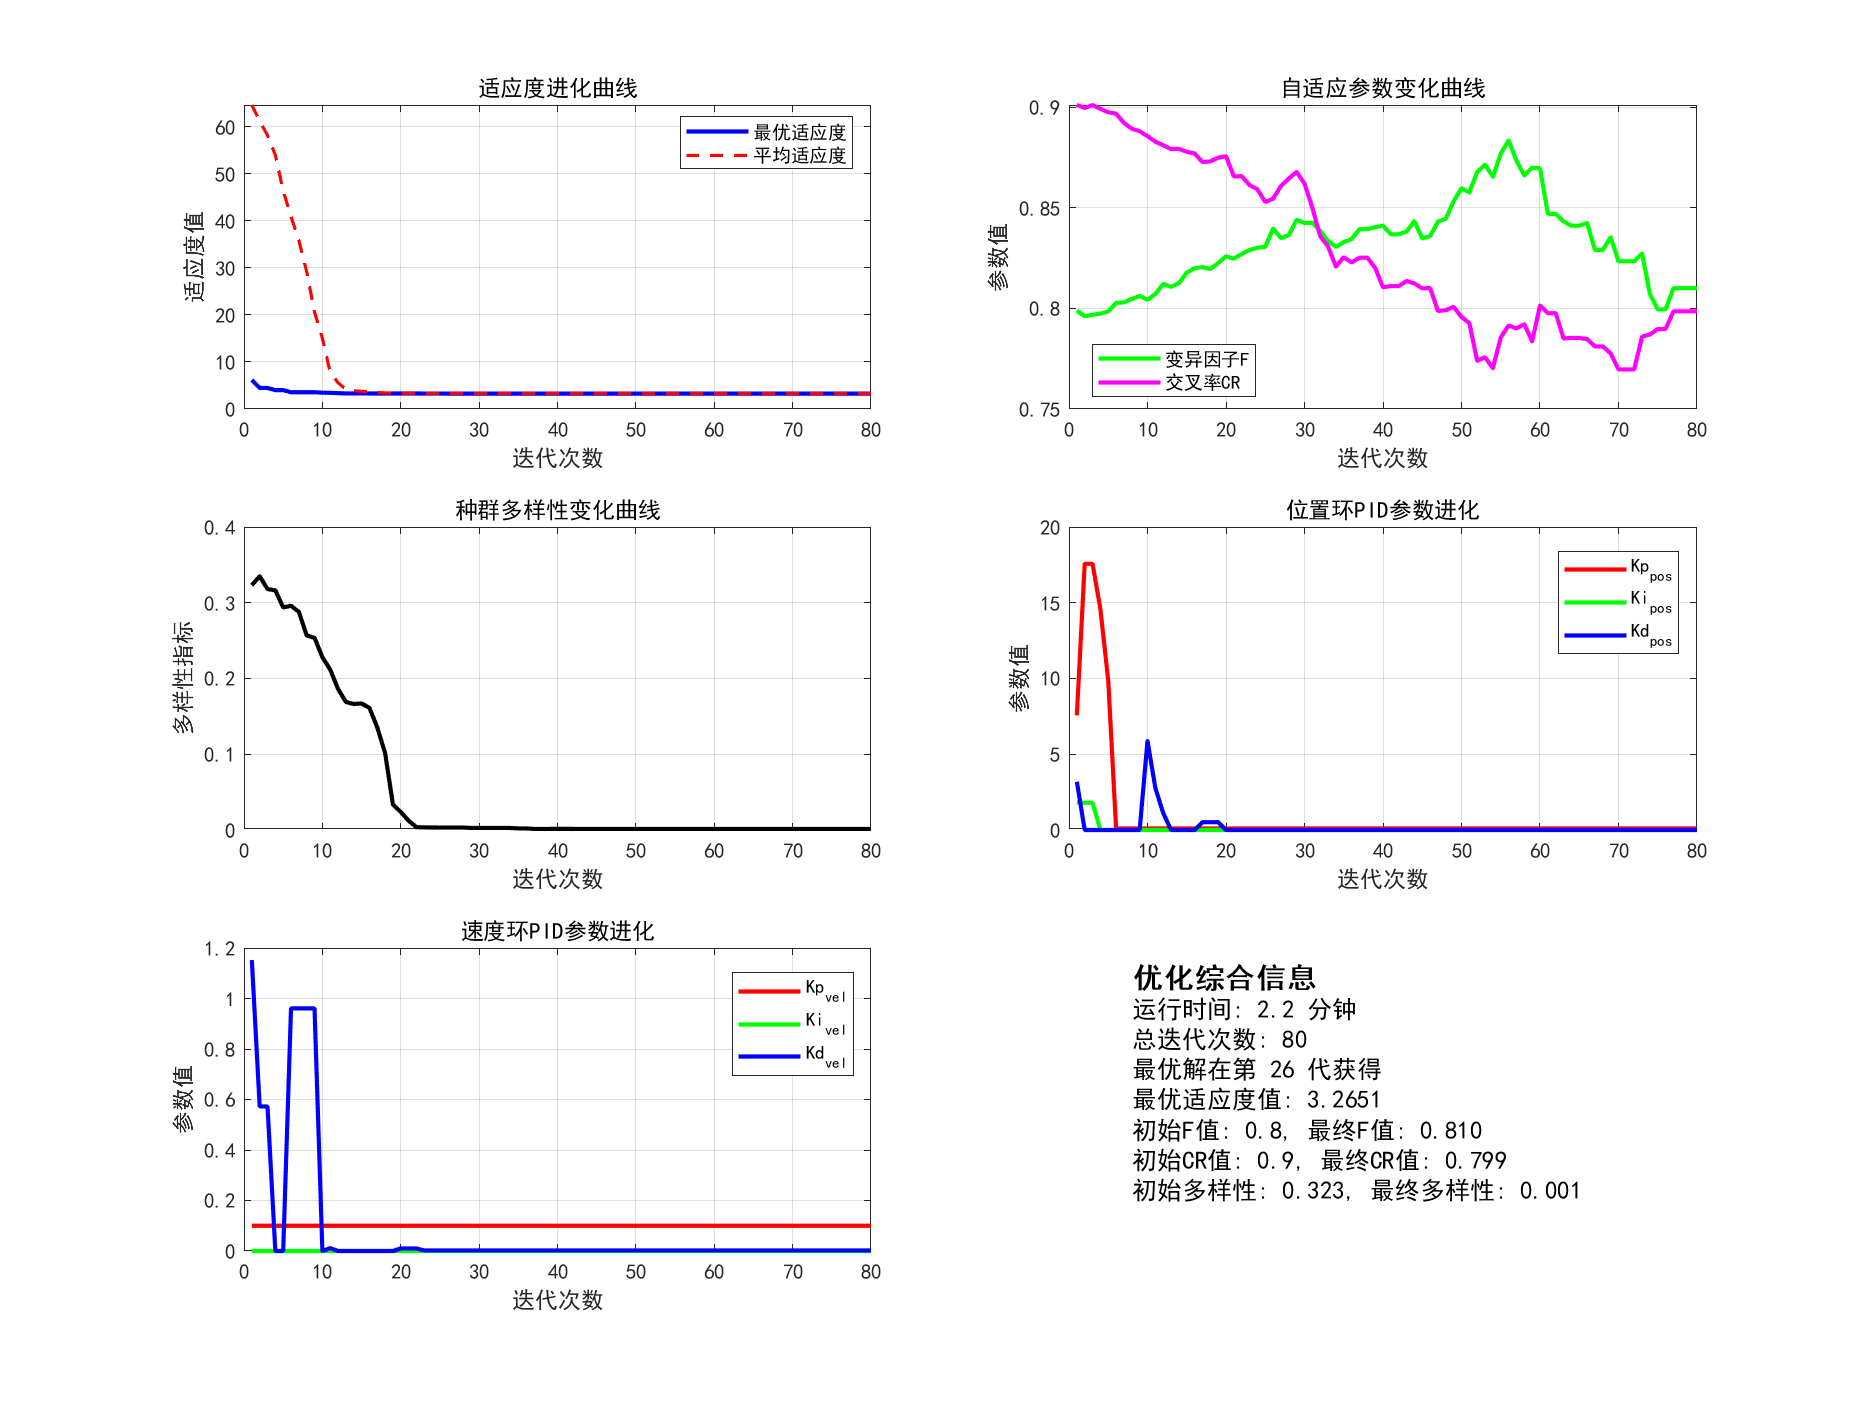 适应度进化曲线
最优适应度
平均适应度
60
50
40
30
20
10
0
适应度值
0 10 20 30 40 50 60 70 80
迭代次数
自适应参数变化曲线
0.9
0.85
0.8
0.75
参数值
变异因子F
交叉率CR
0 10 20 30 40 50 60 70 80
迭代次数
种群多样性变化曲线
0.4
0.3
0.2
0.1
0
多样性指标
0 10 20 30 40 50 60 70 80
迭代次数
位置环PID参数进化
20
15
10
5
0
参数值
Kp_pos
Ki_pos
Kd_pos
0 10 20 30 40 50 60 70 80
迭代次数
速度环PID参数进化
1.2
1
0.8
0.6
0.4
0.2
0
参数值
Kp_vel
Ki_vel
Kd_vel
0 10 20 30 40 50 60 70 80
迭代次数
优化综合信息
运行时间: 2.2 分钟
总迭代次数: 80
最优解在第 26 代获得
最优适应度值: 3.2651
初始F值: 0.8, 最终F值: 0.810
初始CR值: 0.9, 最终CR值: 0.799
初始多样性: 0.323, 最终多样性: 0.001